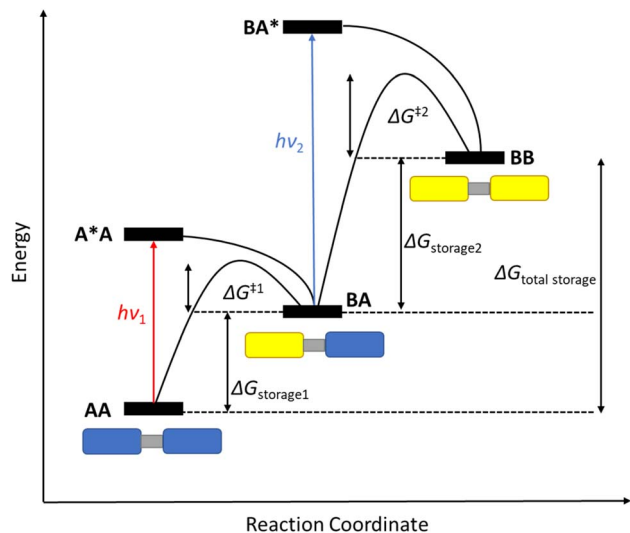 BA*
ΔG‡2
hν2
BB
Energy
A*A
ΔGstorage2
ΔGtotal storage
ΔG‡1
BA
hν1
ΔGstorage1
AA
Reaction Coordinate